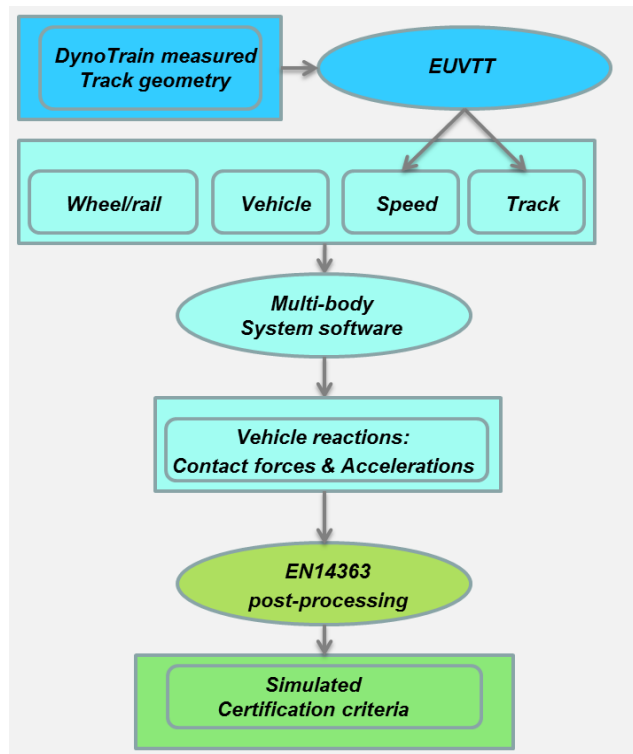 DynoTrain measured
Track geometry
EUVTT
Wheel/rail
Vehicle
Speed
Track
Multi-body
System software
Vehicle reactions:
Contact forces & Accelerations
EN14363
post-processing
Simulated
Certification criteria